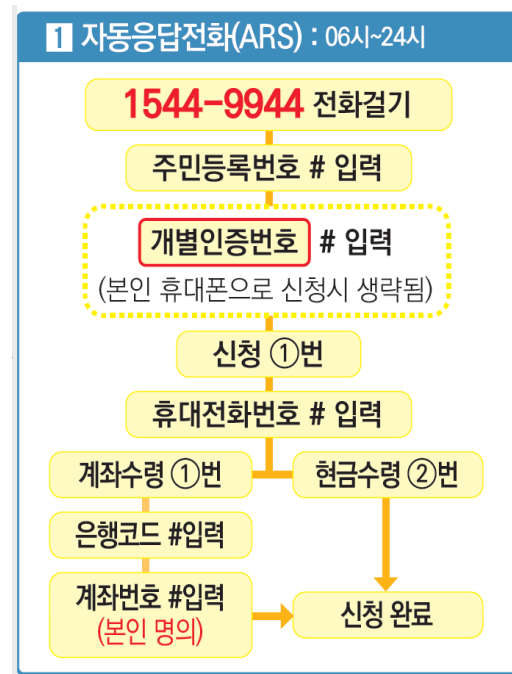 1 자동응답전화(ARS) : 06시~24시
1544-9944 전화걸기
주민등록번호 # 입력
개별인증번호 # 입력
(본인 휴대폰으로 신청시 생략됨)
신청 ①번
휴대전화번호 # 입력
계좌수령 ①번
현금수령 ②번
은행코드 #입력
계좌번호 #입력
(본인 명의)
신청 완료